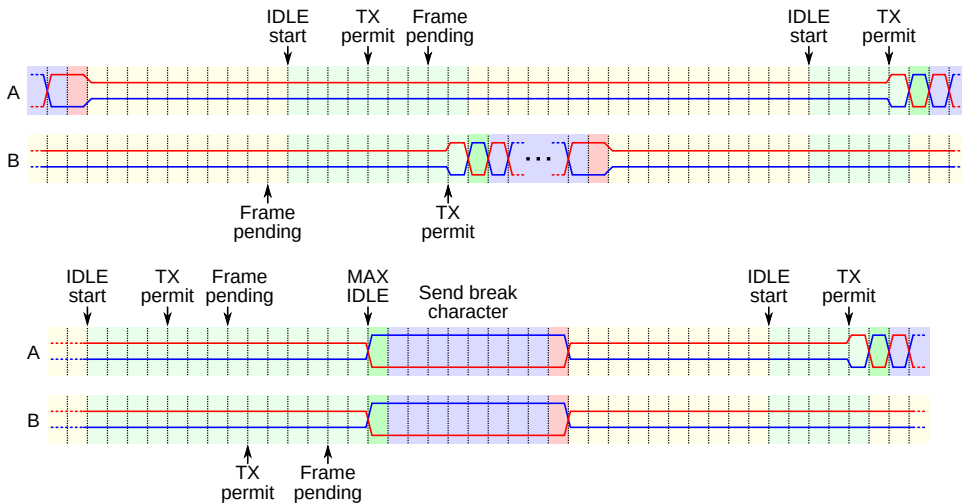 IDLE start
TX permit
Frame pending
IDLE start
TX permit
A
B
...
Frame pending
TX permit
IDLE start
TX permit
Frame pending
MAX IDLE
Send break character
IDLE start
TX permit
A
B
TX permit
Frame pending